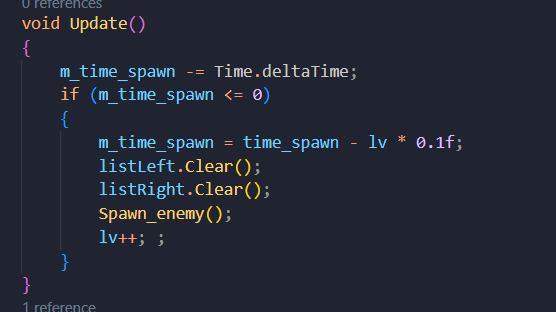 0 references
void Update()
{
m_time_spawn -= Time.deltaTime;
if (m_time_spawn <= 0)
{
m_time_spawn = time_spawn - lv * 0.1f;
listLeft.Clear();
listRight.Clear();
Spawn_enemy();
lv++; ;
}
}
1 reference